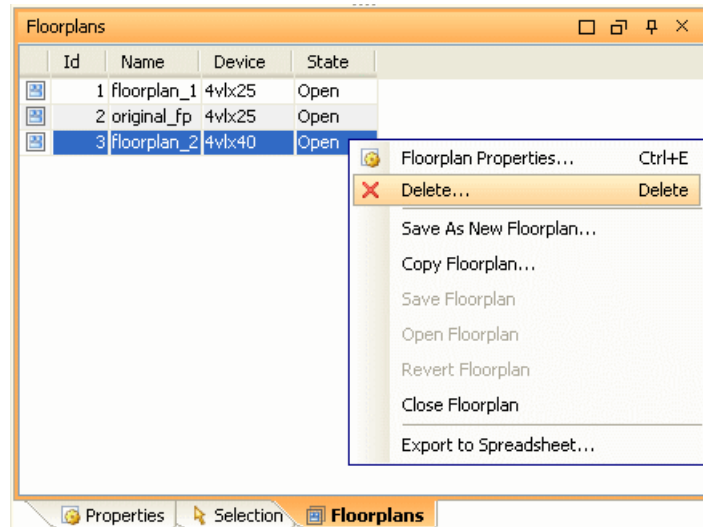 Floorplans
Id Name Device State
1 floorplan_1 4vlx25 Open
2 original_fp 4vlx25 Open
3 floorplan_2 4vlx40 Open
Floorplan Properties... Ctrl+E
Delete... Delete
Save As New Floorplan...
Copy Floorplan...
Save Floorplan
Open Floorplan
Revert Floorplan
Close Floorplan
Export to Spreadsheet...
Properties Selection Floorplans